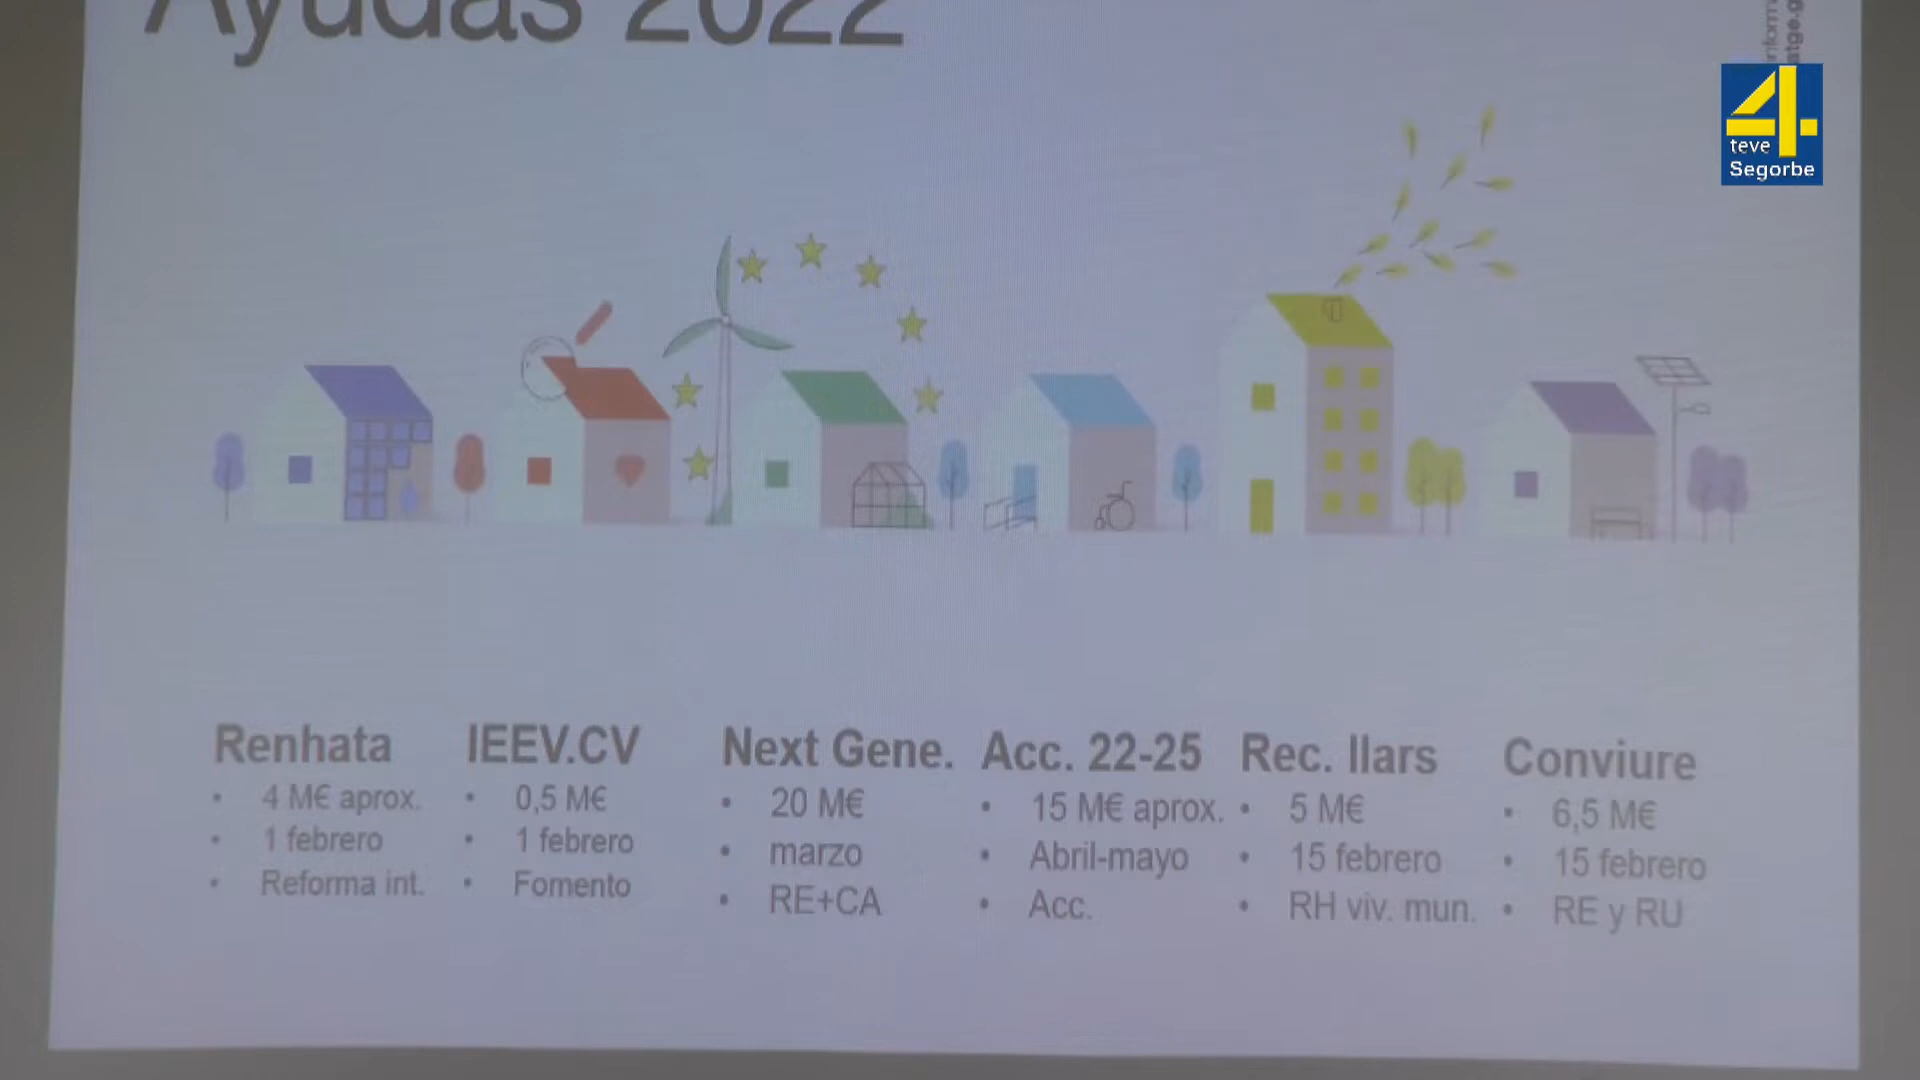 Ayudas 2022
teve 4
Segorbe
Renhata
• 4 M€ aprox.
• 1 febrero
• Reforma int.
IEEV.CV
• 0,5 M€
• 1 febrero
• Fomento
Next Gene.
• 20 M€
• marzo
• RE+CA
Acc. 22-25
• 15 M€ aprox.
• Abril-mayo
• Acc.
Rec. llars
• 5 M€
• 15 febrero
• RH viv. mun.
Conviure
• 6,5 M€
• 15 febrero
• RE y RU